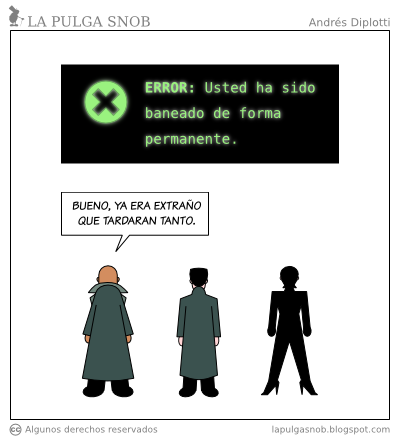 LA PULGA SNOB
Andrés Diplotti
ERROR: Usted ha sido
baneado de forma
permanente.
BUENO, YA ERA EXTRAÑO
QUE TARDARAN TANTO.
cc Algunos derechos reservados
lapulgasnob.blogspot.com